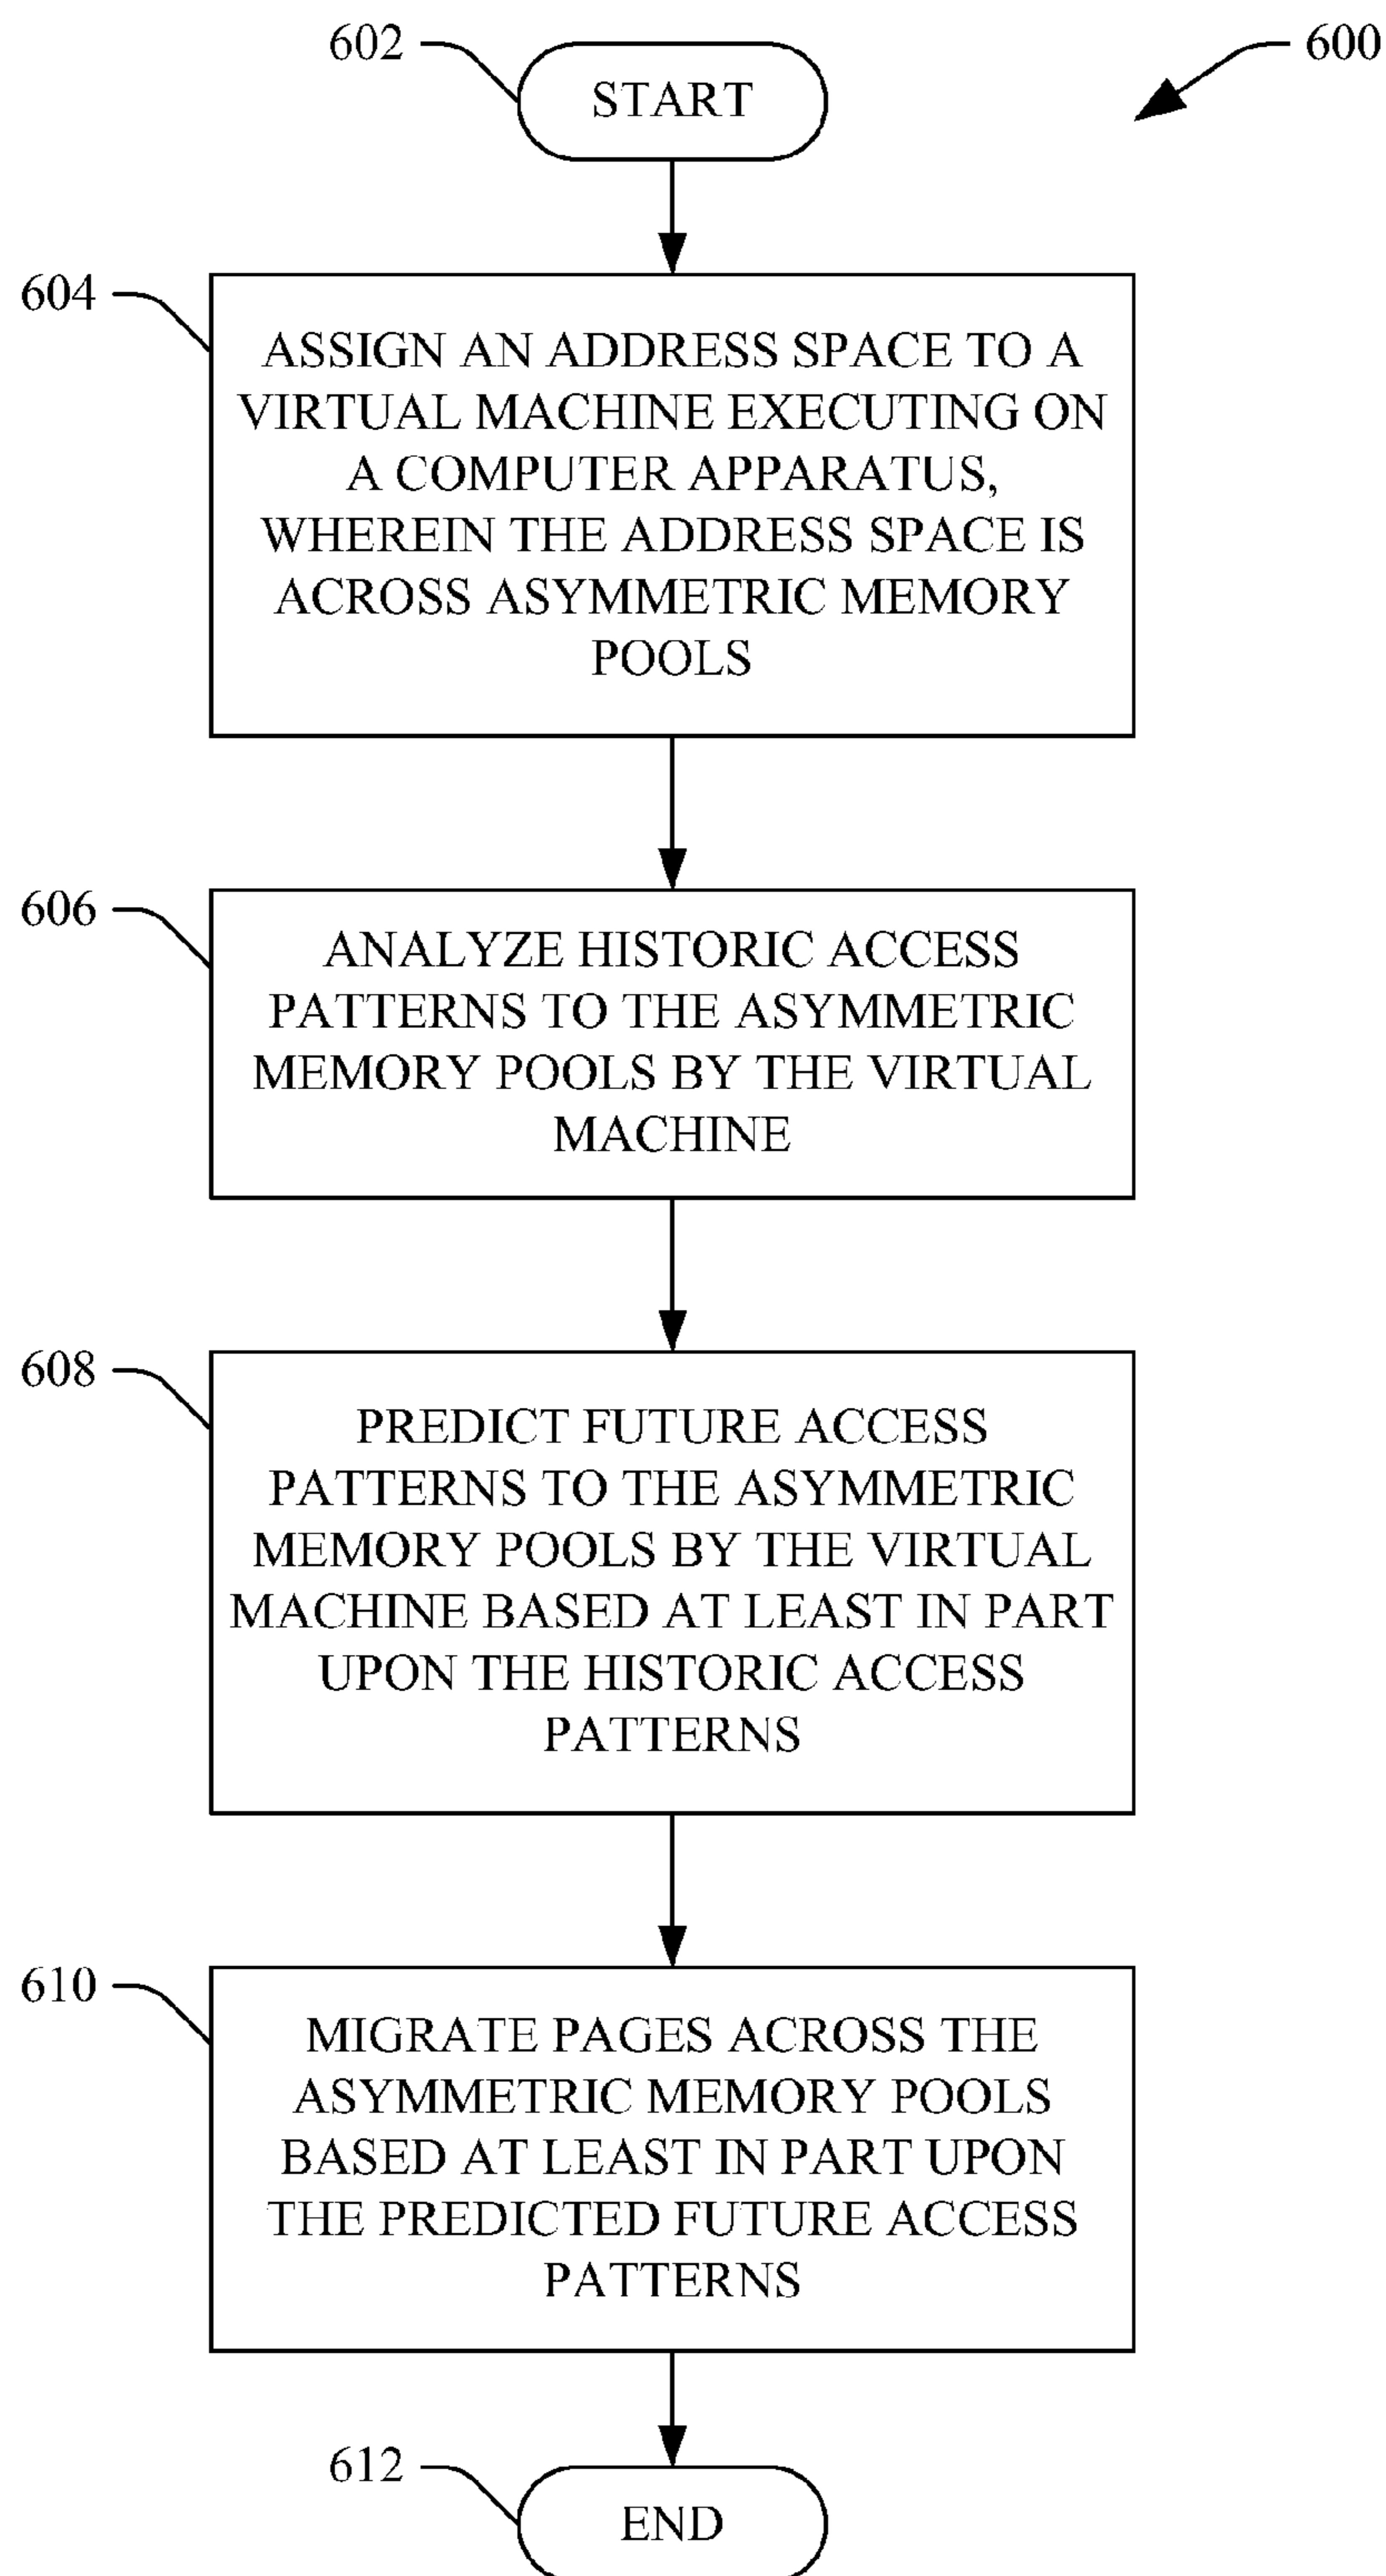 602
600
START
604
ASSIGN AN ADDRESS SPACE TO A
VIRTUAL MACHINE EXECUTING ON
A COMPUTER APPARATUS,
WHEREIN THE ADDRESS SPACE IS
ACROSS ASYMMETRIC MEMORY
POOLS
606
ANALYZE HISTORIC ACCESS
PATTERNS TO THE ASYMMETRIC
MEMORY POOLS BY THE VIRTUAL
MACHINE
608
PREDICT FUTURE ACCESS
PATTERNS TO THE ASYMMETRIC
MEMORY POOLS BY THE VIRTUAL
MACHINE BASED AT LEAST IN PART
UPON THE HISTORIC ACCESS
PATTERNS
610
MIGRATE PAGES ACROSS THE
ASYMMETRIC MEMORY POOLS
BASED AT LEAST IN PART UPON
THE PREDICTED FUTURE ACCESS
PATTERNS
612
END